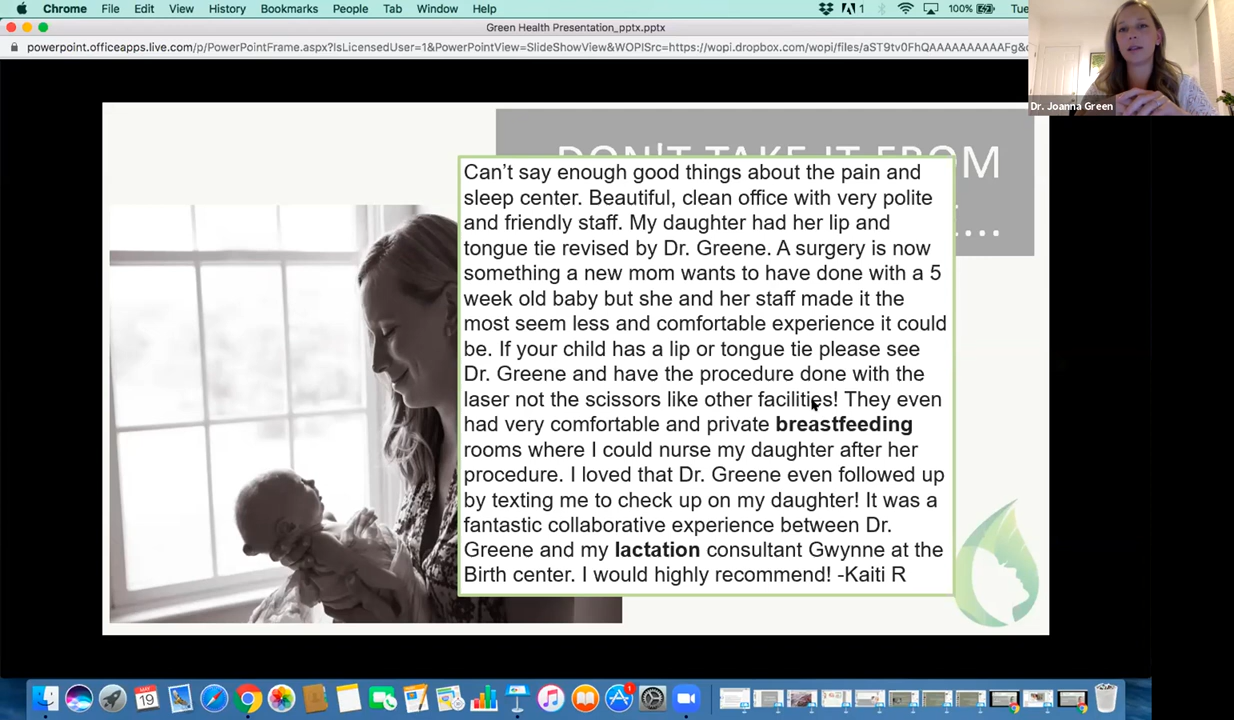 Chrome File Edit View History Bookmarks People Tab Window Help
1 100% Tue
Green Health Presentation_pptx.pptx
powerpoint.officeapps.live.com/p/PowerPointFrame.aspx?IsLicensedUser=1&PowerPointView=SlideShowView&WOPISrc=https://wopi.dropbox.com/wopi/files/aST9tv0FhQAAAAAAAAAAFg&
Dr. Joanna Green
DON'T TAKE IT FROM
....
Can't say enough good things about the pain and
sleep center. Beautiful, clean office with very polite
and friendly staff. My daughter had her lip and
tongue tie revised by Dr. Greene. A surgery is now
something a new mom wants to have done with a 5
week old baby but she and her staff made it the
most seem less and comfortable experience it could
be. If your child has a lip or tongue tie please see
Dr. Greene and have the procedure done with the
laser not the scissors like other facilities! They even
had very comfortable and private breastfeeding
rooms where I could nurse my daughter after her
procedure. I loved that Dr. Greene even followed up
by texting me to check up on my daughter! It was a
fantastic collaborative experience between Dr.
Greene and my lactation consultant Gwynne at the
Birth center. I would highly recommend! -Kaiti R
MAY
19
1